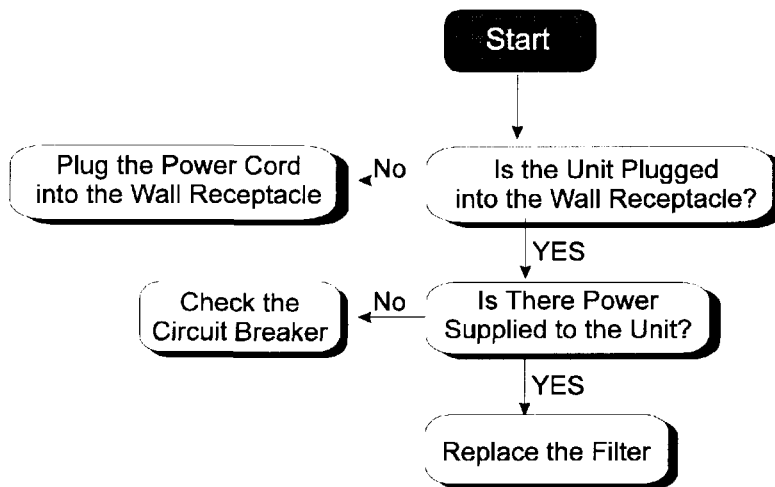 Start
Is the Unit Plugged
into the Wall Receptacle?
No
Plug the Power Cord
into the Wall Receptacle
YES
Is There Power
Supplied to the Unit?
No
Check the
Circuit Breaker
YES
Replace the Filter